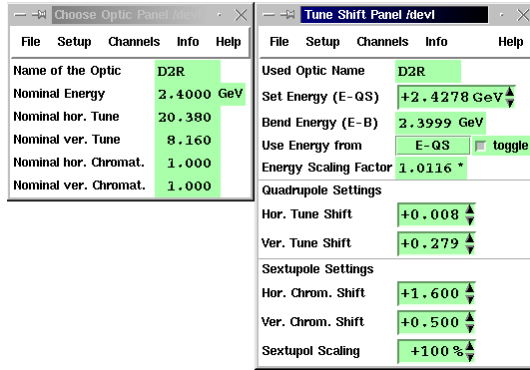 Choose Optic Panel /devl
File Setup Channels Info Help
Name of the Optic D2R
Nominal Energy 2.4000 GeV
Nominal hor. Tune 20.380
Nominal ver. Tune 8.160
Nominal hor. Chromat. 1.000
Nominal ver. Chromat. 1.000
Tune Shift Panel /devl
File Setup Channels Info Help
Used Optic Name D2R
Set Energy (E-QS) +2.4278 GeV
Bend Energy (E-B) 2.3999 GeV
Use Energy from E-QS toggle
Energy Scaling Factor 1.0116 *
Quadrupole Settings
Hor. Tune Shift +0.008
Ver. Tune Shift +0.279
Sextupole Settings
Hor. Chrom. Shift +1.600
Ver. Chrom. Shift +0.500
Sextupol Scaling +100 %